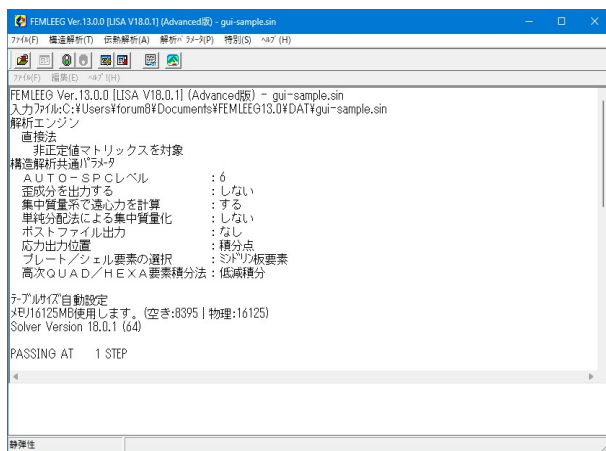 FEMLEEG Ver.13.0.0 [LISA V18.0.1] (Advanced版) - gui-sample.sin
ファイル(F) 構造解析(T) 伝熱解析(A) 解析パラメータ(P) 特別(S) ヘルプ(H)
ファイル(F) 編集(E) ヘルプ!(H)
FEMLEEG Ver.13.0.0 [LISA V18.0.1] (Advanced版) - gui-sample.sin
入力ファイル:C:¥Users¥forum8¥Documents¥FEMLEEG13.0¥DAT¥gui-sample.sin
解析エンジン
直接法
非正定値マトリックスを対象
構造解析共通パラメータ
AUTO-SPCレベル :6
歪成分を出力する :しない
集中質量系で遠心力を計算 :する
単純分配法による集中質量化 :しない
ポストファイル出力 :なし
応力出力位置 :積分点
プレート/シェル要素の選択 :ミンドリン板要素
高次QUAD/HEXA要素積分法:低減積分
テーブルサイズ自動設定
メモリ16125MB使用します。(空き:8395|物理:16125)
Solver Version 18.0.1 (64)
PASSING AT 1 STEP
静弾性